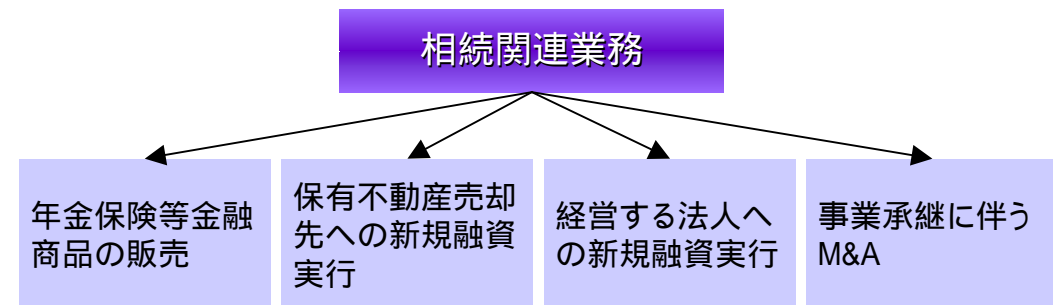 相続関連業務
年金保険等金融
商品の販売
保有不動産売却
先への新規融資
実行
経営する法人へ
の新規融資実行
事業承継に伴う
M&A